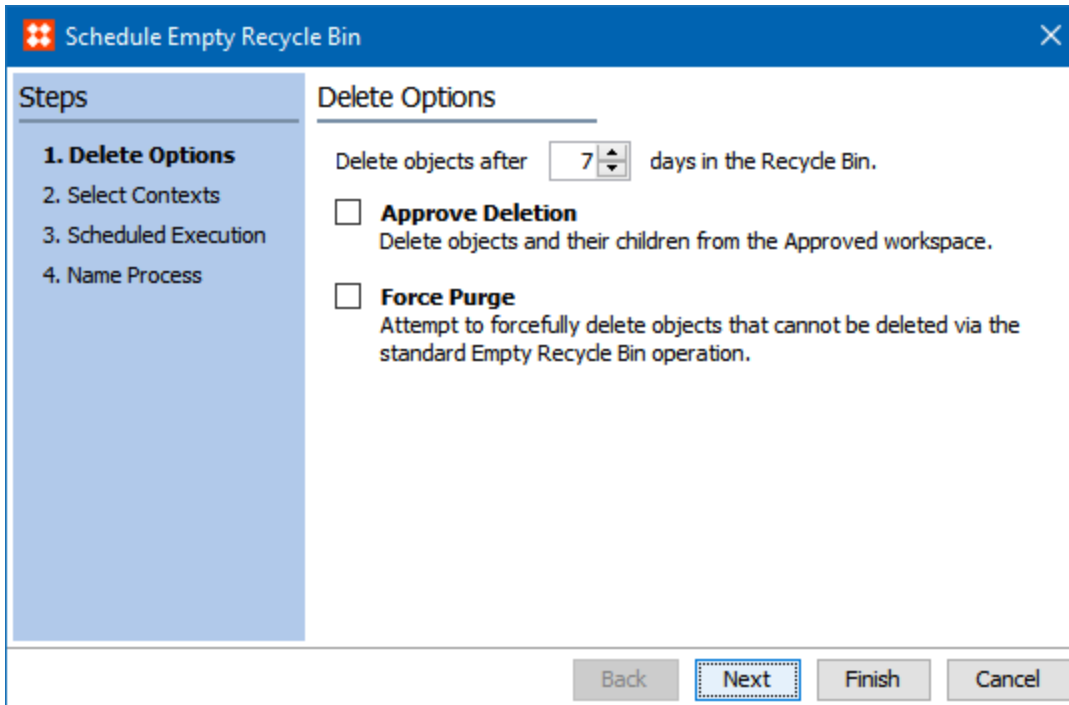 Schedule Empty Recycle Bin
Steps
1. Delete Options
2. Select Contexts
3. Scheduled Execution
4. Name Process
Delete Options
Delete objects after 7 days in the Recycle Bin.
Approve Deletion
Delete objects and their children from the Approved workspace.
Force Purge
Attempt to forcefully delete objects that cannot be deleted via the
standard Empty Recycle Bin operation.
Back Next Finish Cancel